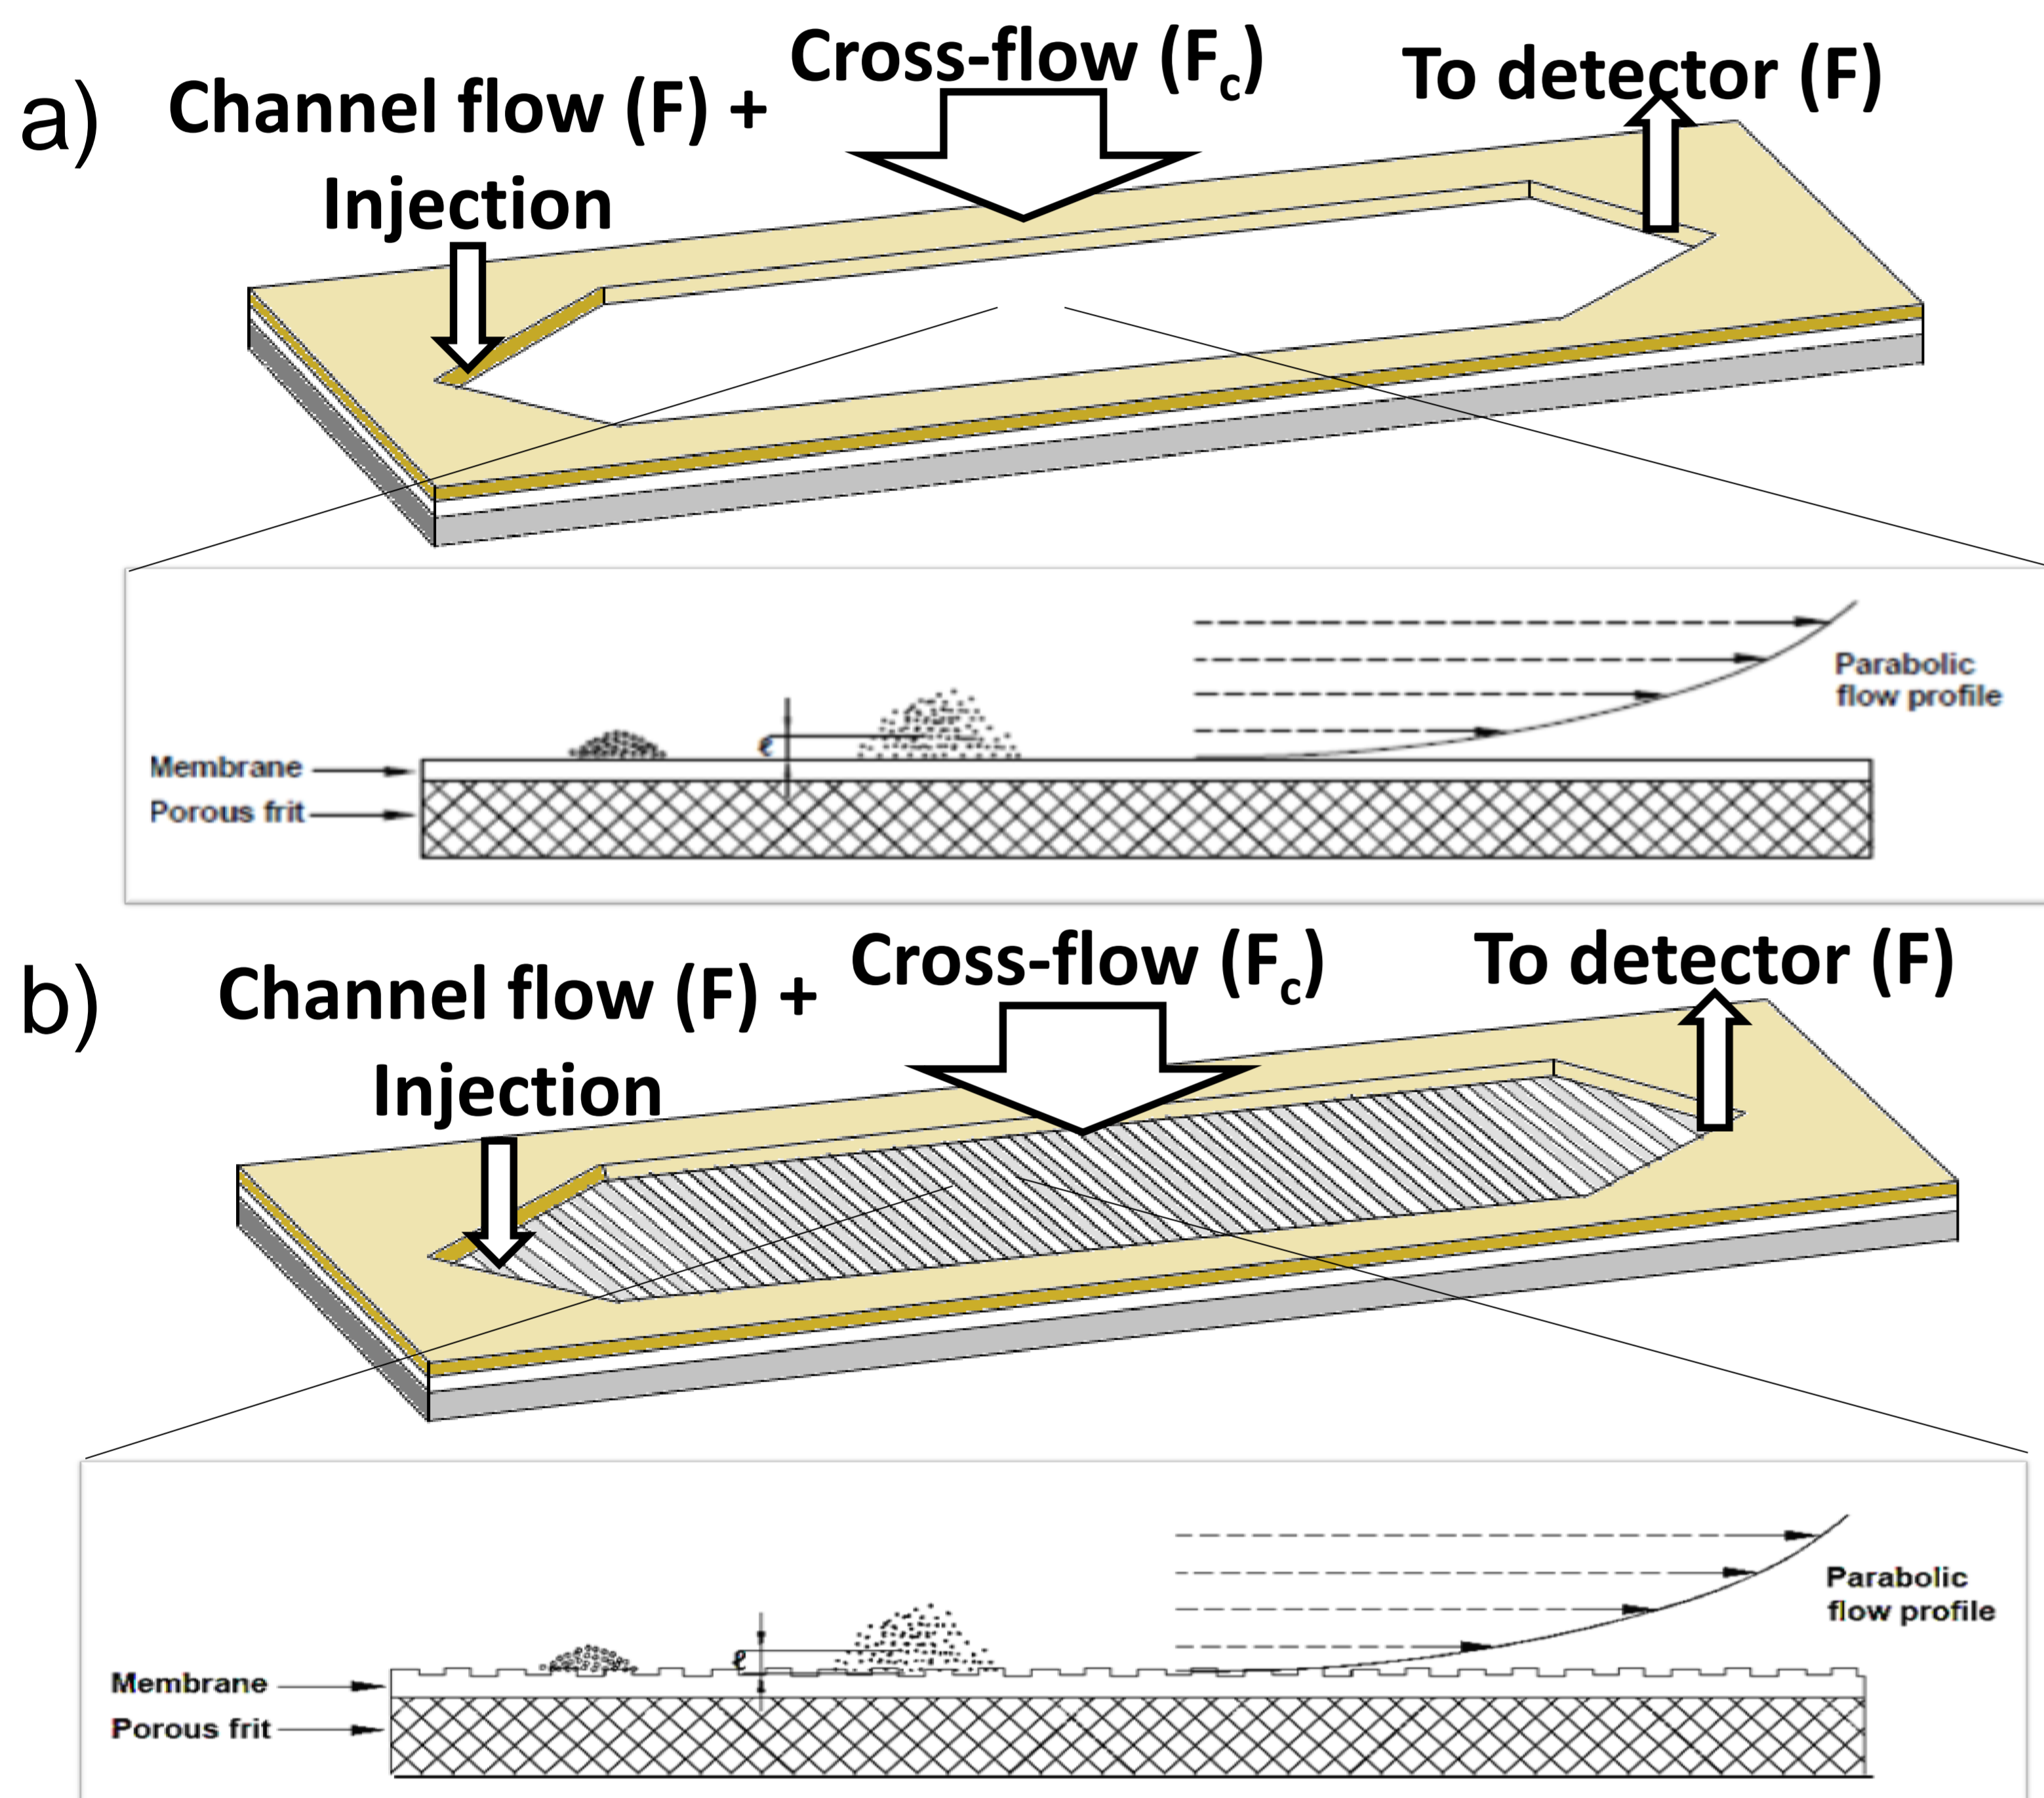 a)
Channel flow (F) +
Injection
Cross-flow (Fc)
To detector (F)
Parabolic
flow profile
ℓ
Membrane
Porous frit
b)
Channel flow (F) +
Injection
Cross-flow (Fc)
To detector (F)
Parabolic
flow profile
ℓ
Membrane
Porous frit